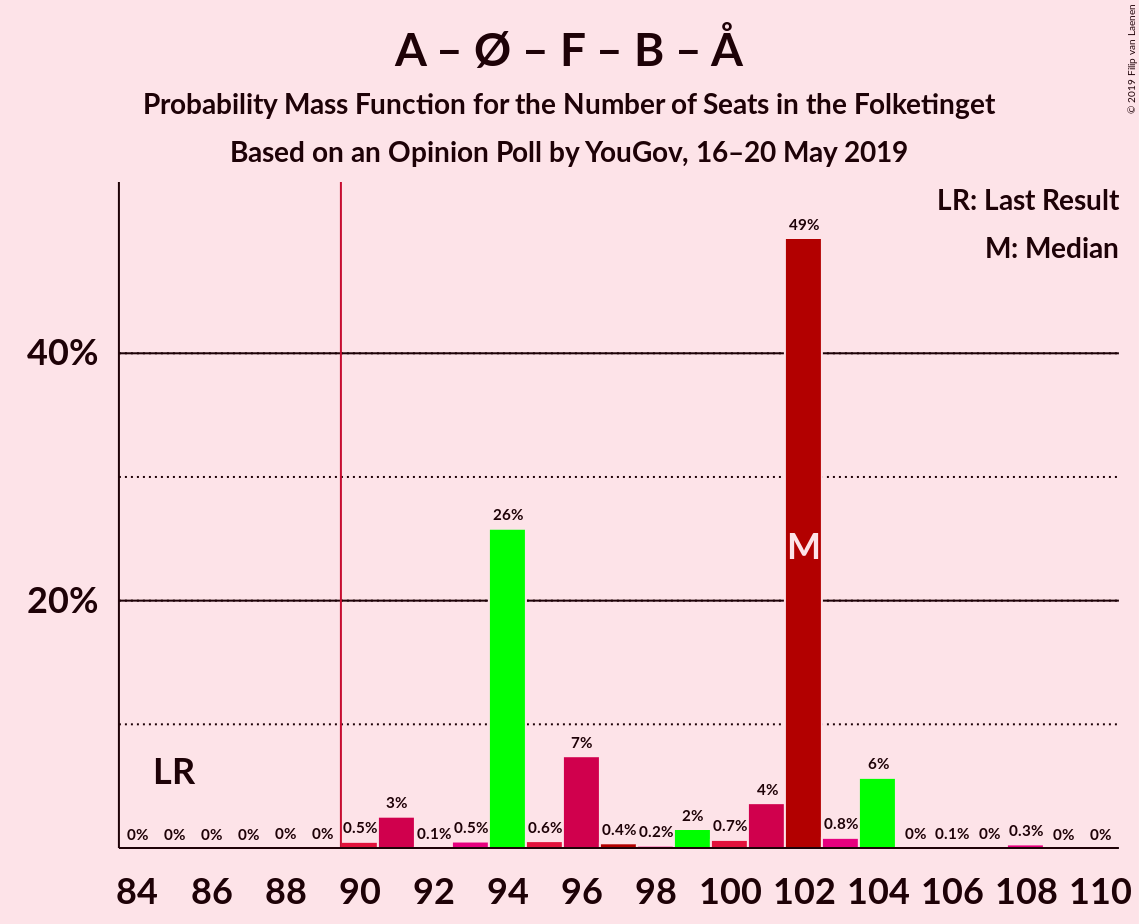 A – Ø – F – B – Å
Probability Mass Function for the Number of Seats in the Folketinget
Based on an Opinion Poll by YouGov, 16–20 May 2019
© 2019 Filip van Laenen
LR: Last Result
M: Median
40%
20%
LR
M
0% 0% 0% 0% 0% 0% 0.5% 3% 0.1% 0.5% 26% 0.6% 7% 0.4% 0.2% 2% 0.7% 4% 49% 0.8% 6% 0% 0.1% 0% 0.3% 0% 0%
84 86 88 90 92 94 96 98 100 102 104 106 108 110